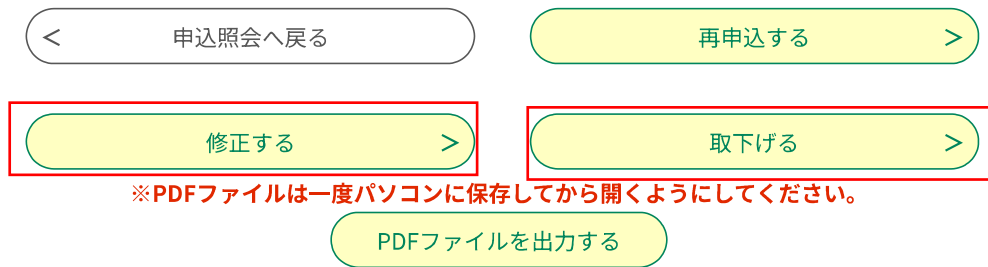 申込照会へ戻る
再申込する
修正する
取下げる
※PDFファイルは一度パソコンに保存してから開くようにしてください。
PDFファイルを出力する